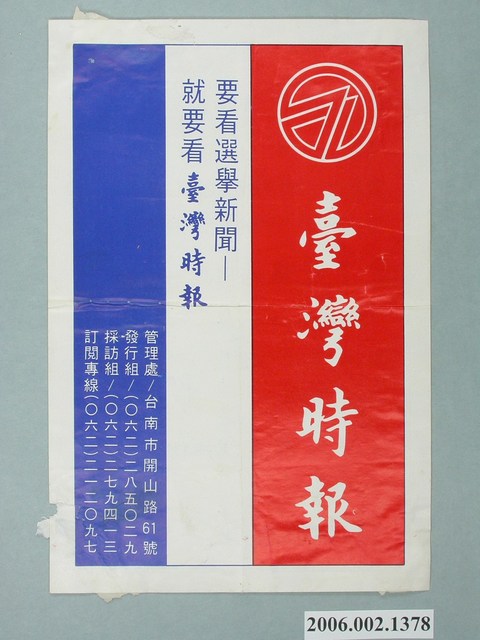 臺灣時報
要看選舉新聞—
就要看臺灣時報
管理處/台南市開山路61號
發行組/(〇六二)二八五〇二九
採訪組/(〇六二)二七九四一三
訂閱專線(〇六二)二一二〇九七
2006.002.1378